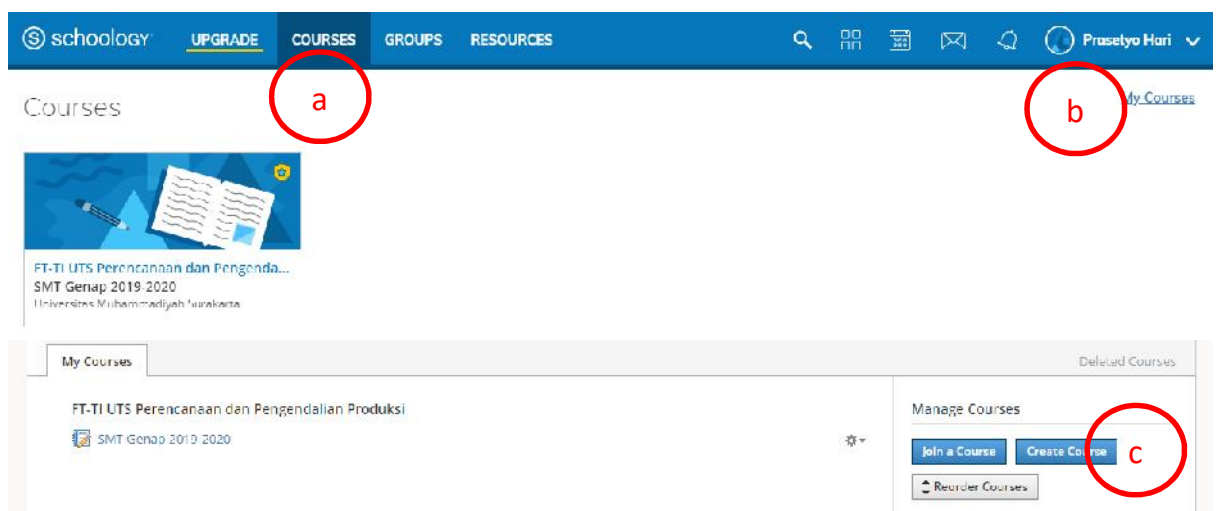 schoology UPGRADE COURSES GROUPS RESOURCES Prasetyo Hari
a
b
Courses
My Courses
FT-TI UTS Perencanaan dan Pengenda...
SMT Genap 2019-2020
Universitas Muhammadiyah Surakarta
My Courses
Deleted Courses
FT-TI UTS Perencanaan dan Pengendalian Produksi
Manage Courses
SMT Genap 2019-2020
Join a Course
Create Course
c
Reorder Courses